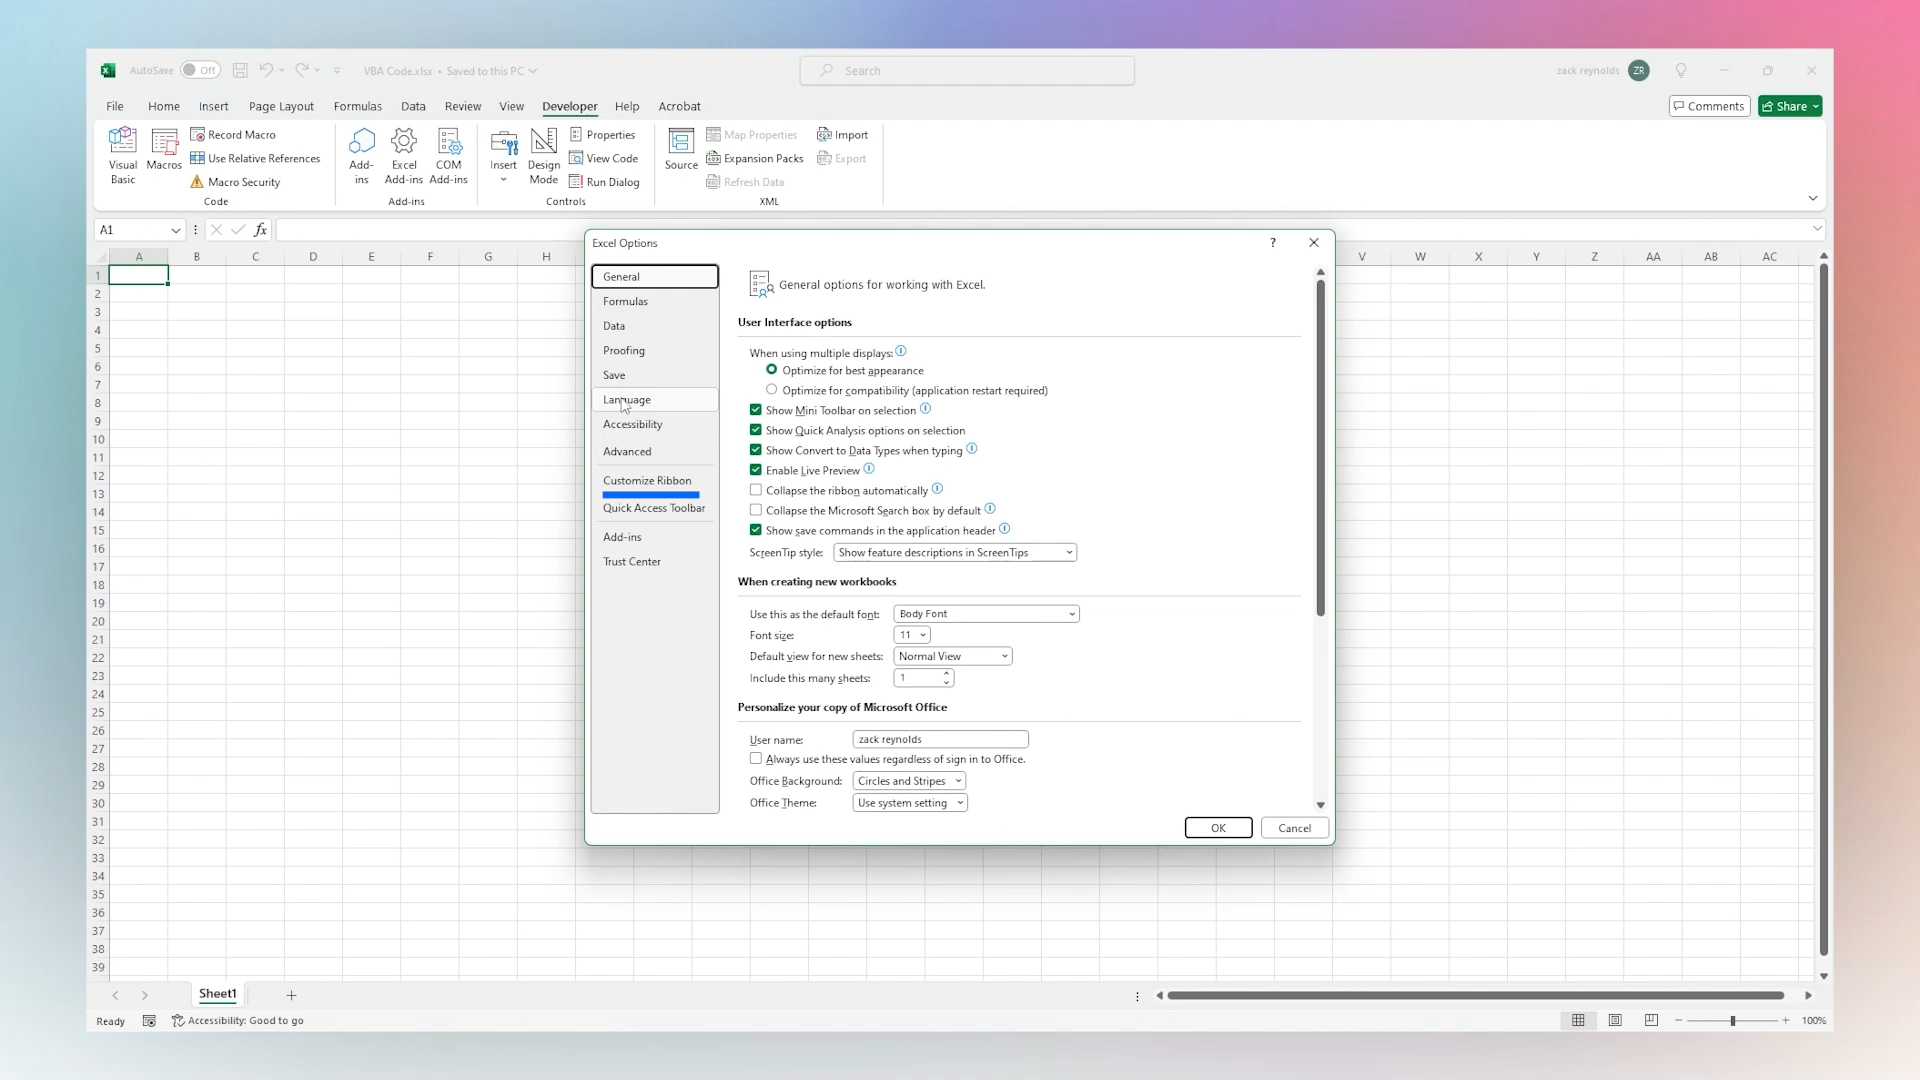 AutoSave Off VBA Code.xlsx • Saved to this PC Search zack reynolds ZR
File Home Insert Page Layout Formulas Data Review View Developer Help Acrobat Comments Share
Visual Basic
Macros
Record Macro
Use Relative References
Macro Security
Code
Add-ins
Excel Add-ins
COM Add-ins
Add-ins
Insert
Design Mode
Properties
View Code
Run Dialog
Controls
Source
Map Properties
Expansion Packs
Refresh Data
Import
Export
XML
A1 fx
A B C D E F G H V W X Y Z AA AB AC
1
2
3
4
5
6
7
8
9
10
11
12
13
14
15
16
17
18
19
20
21
22
23
24
25
26
27
28
29
30
31
32
33
34
35
36
37
38
39
Excel Options ?
General
Formulas
Data
Proofing
Save
Language
Accessibility
Advanced
Customize Ribbon
Quick Access Toolbar
Add-ins
Trust Center
General options for working with Excel.
User Interface options
When using multiple displays:
Optimize for best appearance
Optimize for compatibility (application restart required)
Show Mini Toolbar on selection
Show Quick Analysis options on selection
Show Convert to Data Types when typing
Enable Live Preview
Collapse the ribbon automatically
Collapse the Microsoft Search box by default
Show save commands in the application header
ScreenTip style: Show feature descriptions in ScreenTips
When creating new workbooks
Use this as the default font: Body Font
Font size: 11
Default view for new sheets: Normal View
Include this many sheets: 1
Personalize your copy of Microsoft Office
User name: zack reynolds
Always use these values regardless of sign in to Office.
Office Background: Circles and Stripes
Office Theme: Use system setting
OK Cancel
Sheet1
Ready Accessibility: Good to go 100%